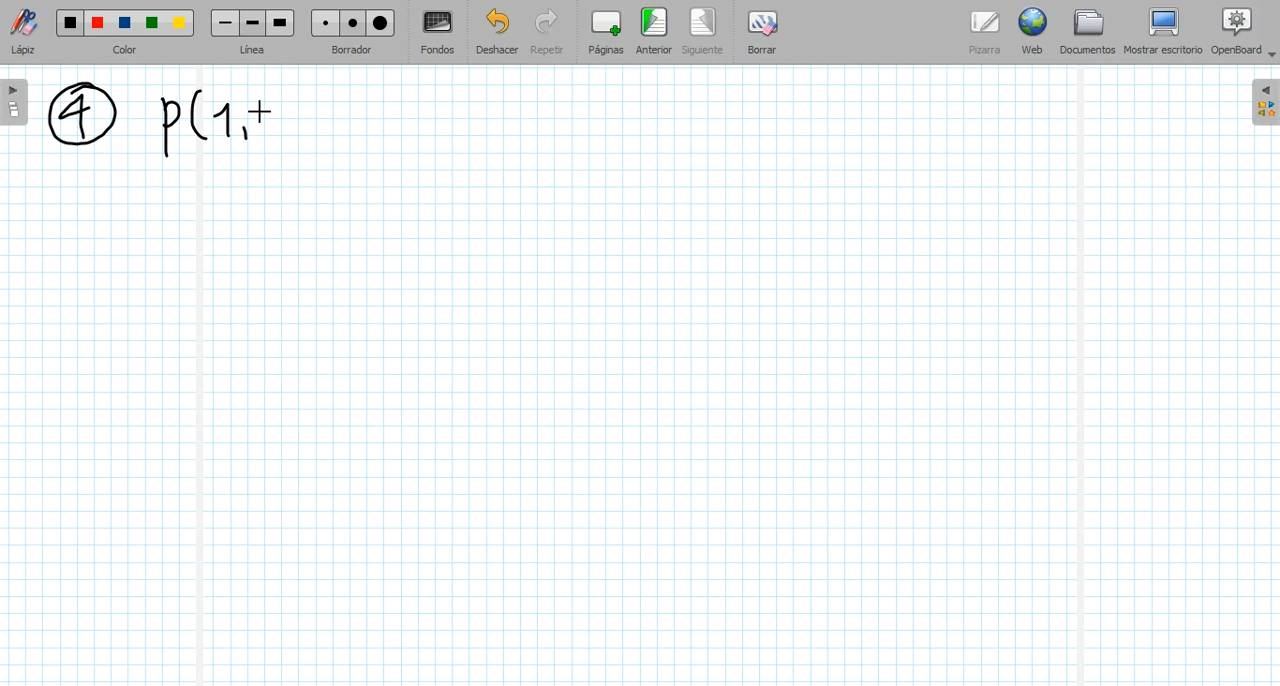 Lápiz Color Línea Borrador Fondos Deshacer Repetir Páginas Anterior Siguiente Borrar Pizarra Web Documentos Mostrar escritorio OpenBoard
4 p(1,